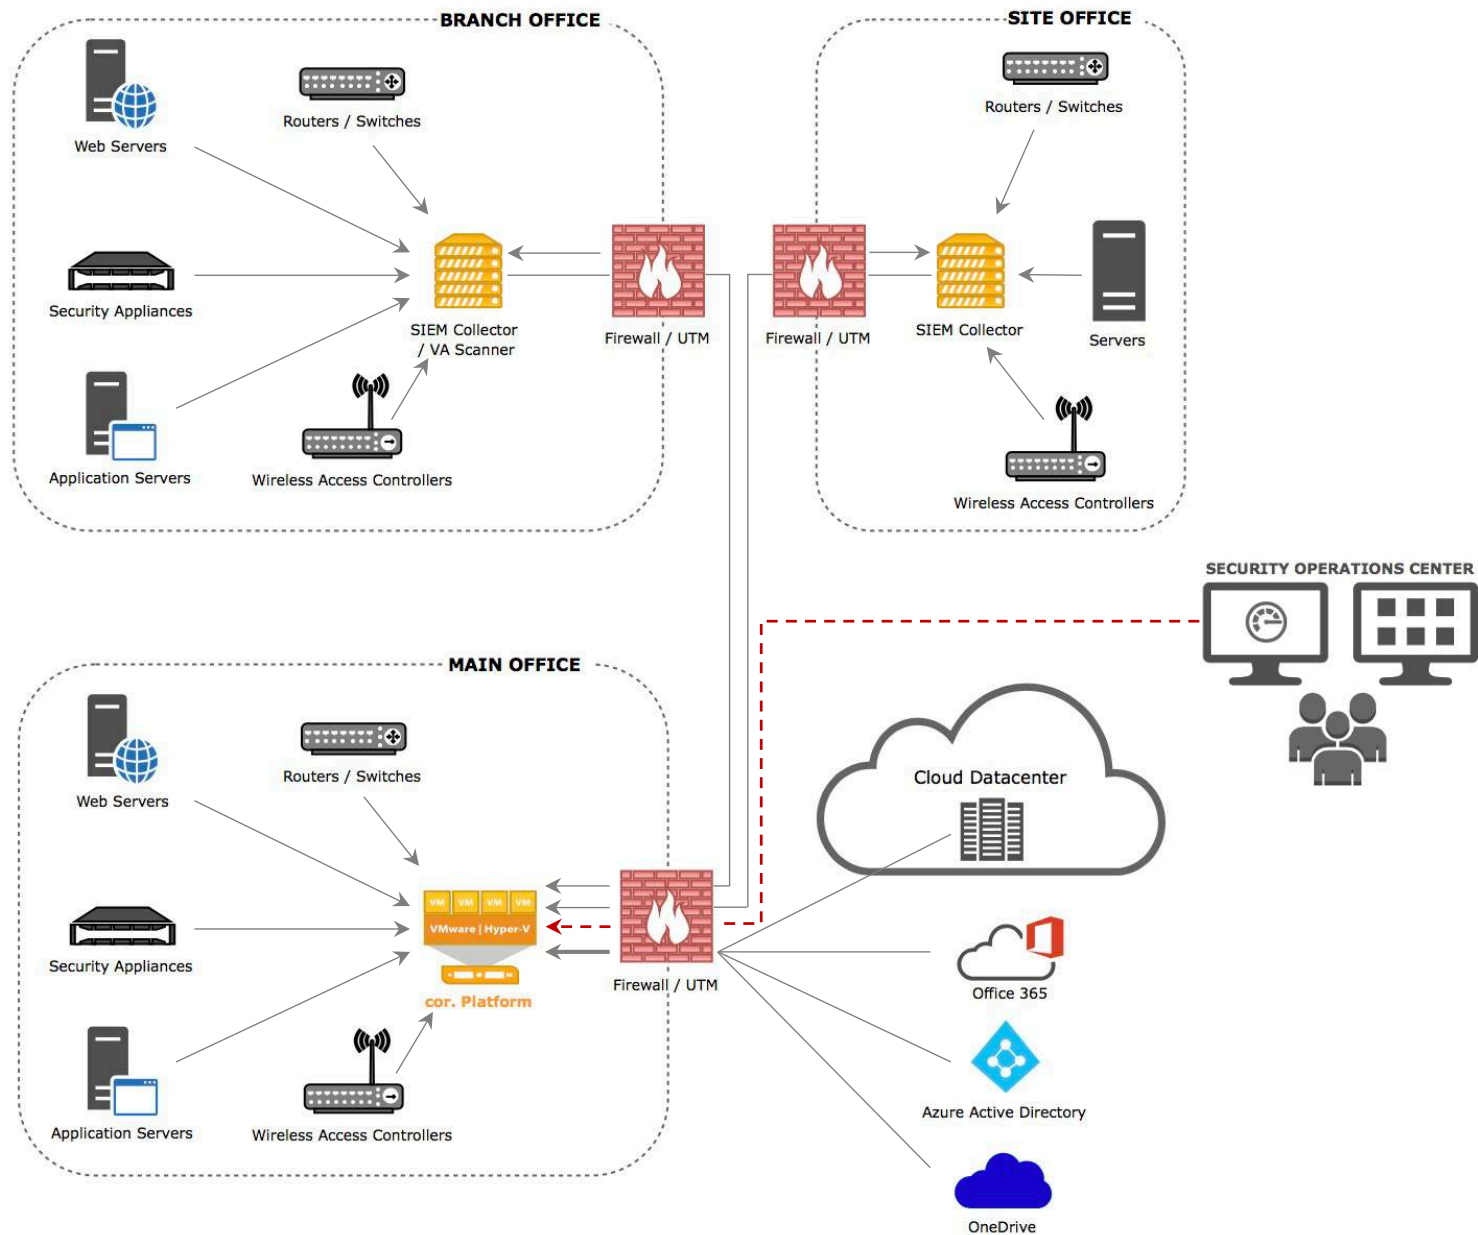 BRANCH OFFICE
Web Servers
Routers / Switches
Security Appliances
SIEM Collector
/ VA Scanner
Firewall / UTM
Application Servers
Wireless Access Controllers
SITE OFFICE
Routers / Switches
Firewall / UTM
SIEM Collector
Servers
Wireless Access Controllers
SECURITY OPERATIONS CENTER
MAIN OFFICE
Web Servers
Routers / Switches
Security Appliances
VM VM VM VM
VMware | Hyper-V
cor. Platform
Firewall / UTM
Application Servers
Wireless Access Controllers
Cloud Datacenter
Office 365
Azure Active Directory
OneDrive